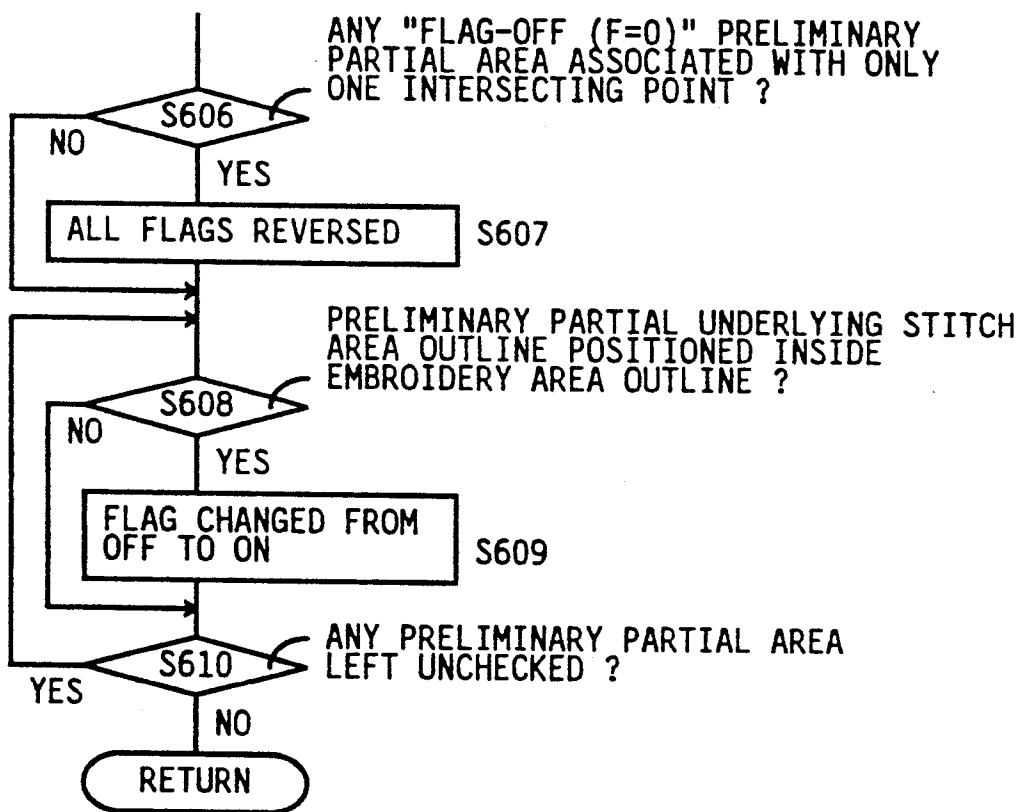 ANY "FLAG-OFF (F=0)" PRELIMINARY
PARTIAL AREA ASSOCIATED WITH ONLY
ONE INTERSECTING POINT ?
S606
NO
YES
ALL FLAGS REVERSED
S607
PRELIMINARY PARTIAL UNDERLYING STITCH
AREA OUTLINE POSITIONED INSIDE
EMBROIDERY AREA OUTLINE ?
S608
NO
YES
FLAG CHANGED FROM
OFF TO ON
S609
ANY PRELIMINARY PARTIAL AREA
LEFT UNCHECKED ?
S610
YES
NO
RETURN